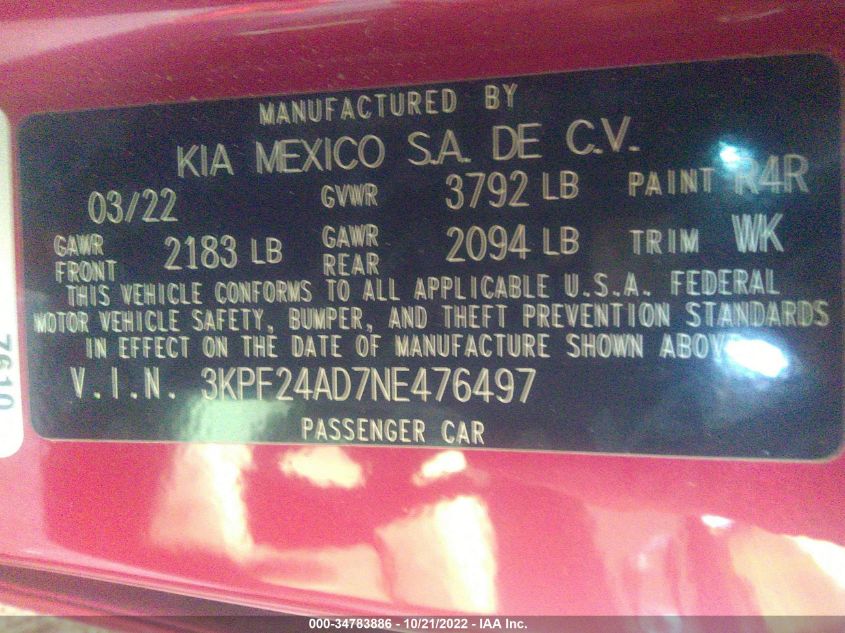 MANUFACTURED BY
KIA MEXICO S.A. DE C.V.
03/22 GVWR 3792 LB PAINT R4R
GAWR FRONT 2183 LB GAWR REAR 2094 LB TRIM WK
THIS VEHICLE CONFORMS TO ALL APPLICABLE U.S.A. FEDERAL
MOTOR VEHICLE SAFETY, BUMPER, AND THEFT PREVENTION STANDARDS
IN EFFECT ON THE DATE OF MANUFACTURE SHOWN ABOVE
V.I.N. 3KPF24AD7NE476497
PASSENGER CAR
7610
000-34783886 - 10/21/2022 - IAA Inc.